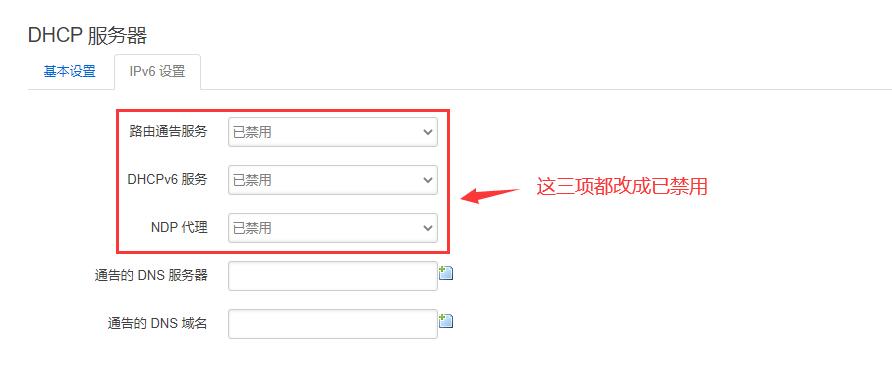 DHCP 服务器
基本设置 IPv6 设置
路由通告服务 已禁用
DHCPv6 服务 已禁用
这三项都改成已禁用
NDP 代理 已禁用
通告的 DNS 服务器
通告的 DNS 域名